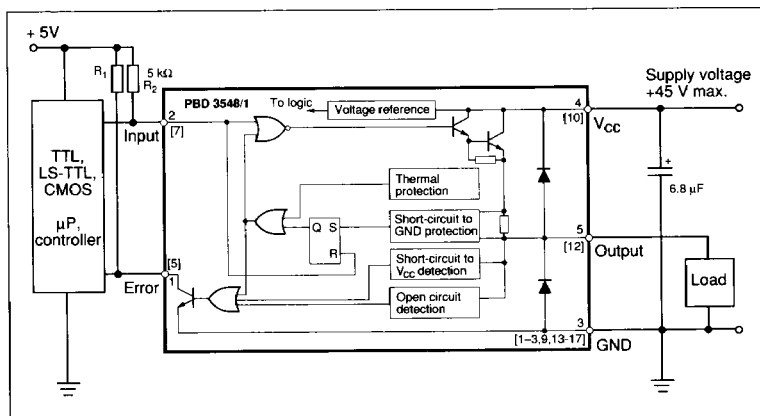 + 5V
R1
5 kΩ
R2
PBD 3548/1
To logic
Voltage reference
4
[10]
VCC
Supply voltage
+45 V max.
Input
2
[7]
TTL,
LS-TTL,
CMOS
µP,
controller
Thermal
protection
+
6.8 µF
Q S
R
Short-circuit to
GND protection
5
[12]
Output
Short-circuit to
VCC detection
[5]
1
Error
Open circuit
detection
Load
3
[1–3,9,13-17]
GND